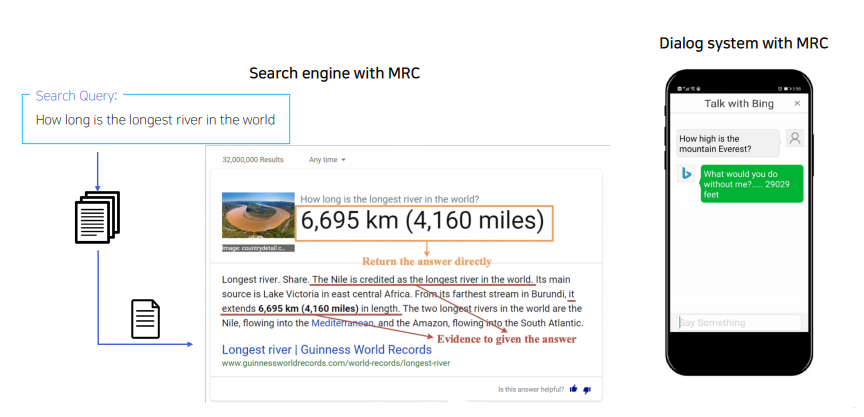 Dialog system with MRC
Search engine with MRC
Search Query:
How long is the longest river in the world
32,000,000 Results
Any time
How long is the longest river in the world?
6,695 km (4,160 miles)
Image: countrydetail.c...
Return the answer directly
Longest river. Share. The Nile is credited as the longest river in the world. Its main
source is Lake Victoria in east central Africa. From its farthest stream in Burundi, it
extends 6,695 km (4,160 miles) in length. The two longest rivers in the world are the
Nile, flowing into the Mediterranean, and the Amazon, flowing into the South Atlantic.
Evidence to given the answer
Longest river | Guinness World Records
www.guinnessworldrecords.com/world-records/longest-river
Is this answer helpful?
Talk with Bing
How high is the
mountain Everest?
What would you do
without me?..... 29029
feet
Say Something